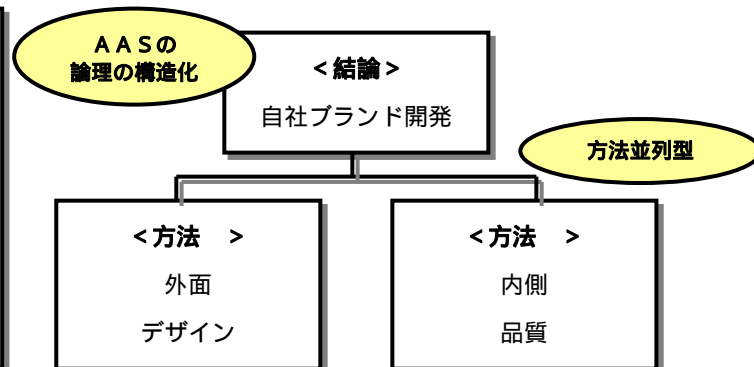 ＡＡＳの
論理の構造化
＜結論＞
自社ブランド開発
方法並列型
＜方法　＞
外面
デザイン
＜方法　＞
内側
品質